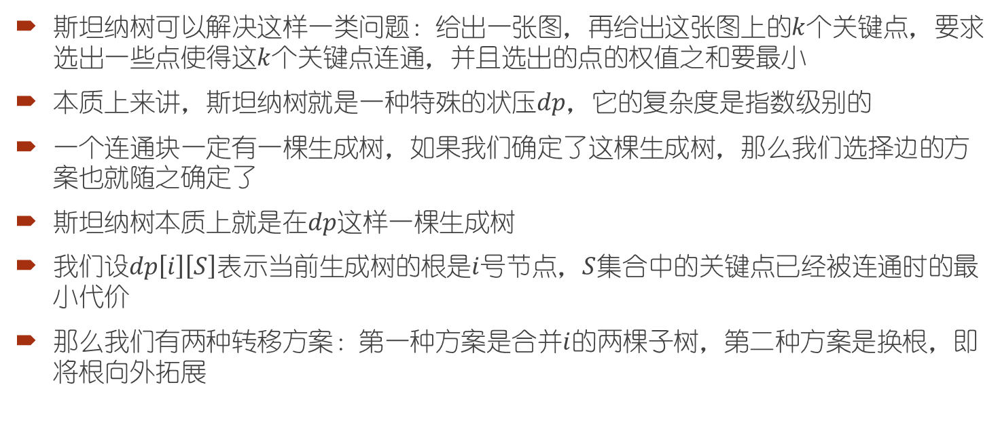 斯坦纳树可以解决这样一类问题：给出一张图，再给出这张图上的k个关键点，要求
选出一些点使得这k个关键点连通，并且选出的点的权值之和要最小
本质上来讲，斯坦纳树就是一种特殊的状压dp，它的复杂度是指数级别的
一个连通块一定有一棵生成树，如果我们确定了这棵生成树，那么我们选择边的方
案也就随之确定了
斯坦纳树本质上就是在dp这样一棵生成树
我们设dp[i][S]表示当前生成树的根是i号节点，S集合中的关键点已经被连通时的最
小代价
那么我们有两种转移方案：第一种方案是合并i的两棵子树，第二种方案是换根，即
将根向外拓展